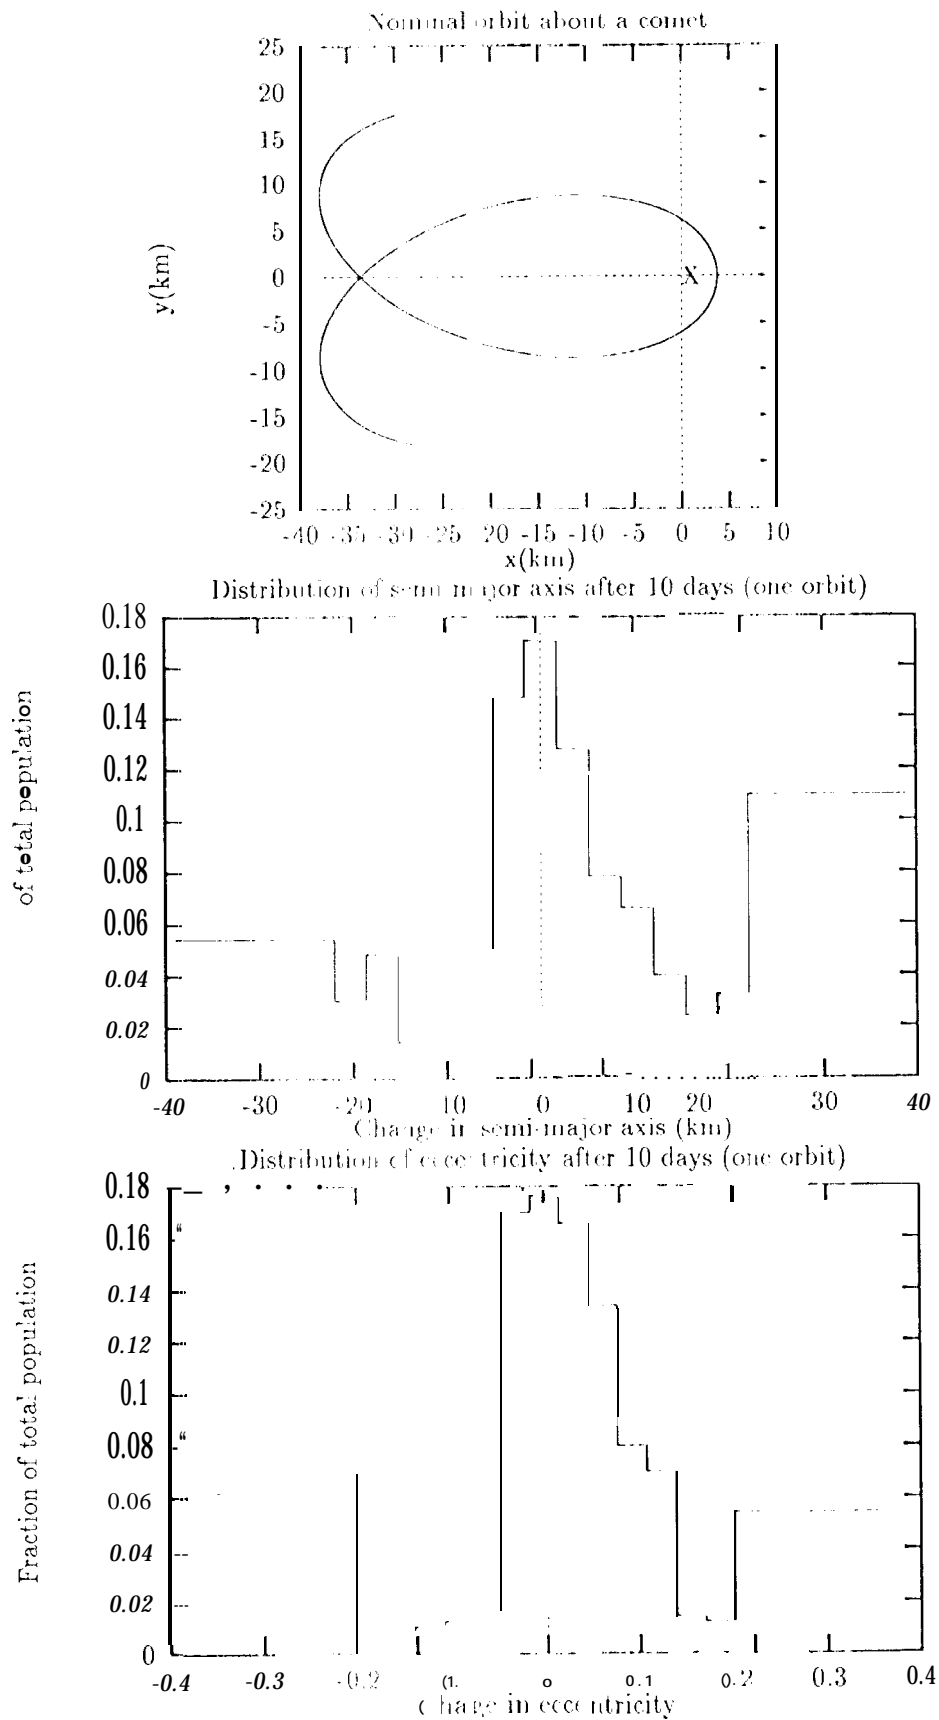 Nominal orbit about a comet
25
20
15
10
5
0
-5
-10
-15
-20
-25
y(km)
X
-40 -35 -30 -25 20 -15 -10 -5 0 5 10
x(km)
Distribution of semi major axis after 10 days (one orbit)
0.18
0.16
0.14
0.12
0.1
0.08
0.06
0.04
0.02
0
of total population
-40 -30 -20 10 0 10 20 30 40
Change in semi-major axis (km)
Distribution of eccentricity after 10 days (one orbit)
0.18
0.16
0.14
0.12
0.1
0.08
0.06
0.04
0.02
0
Fraction of total population
-0.4 -0.3 -0.2 0 0.1 0.2 0.3 0.4
Change in eccentricity